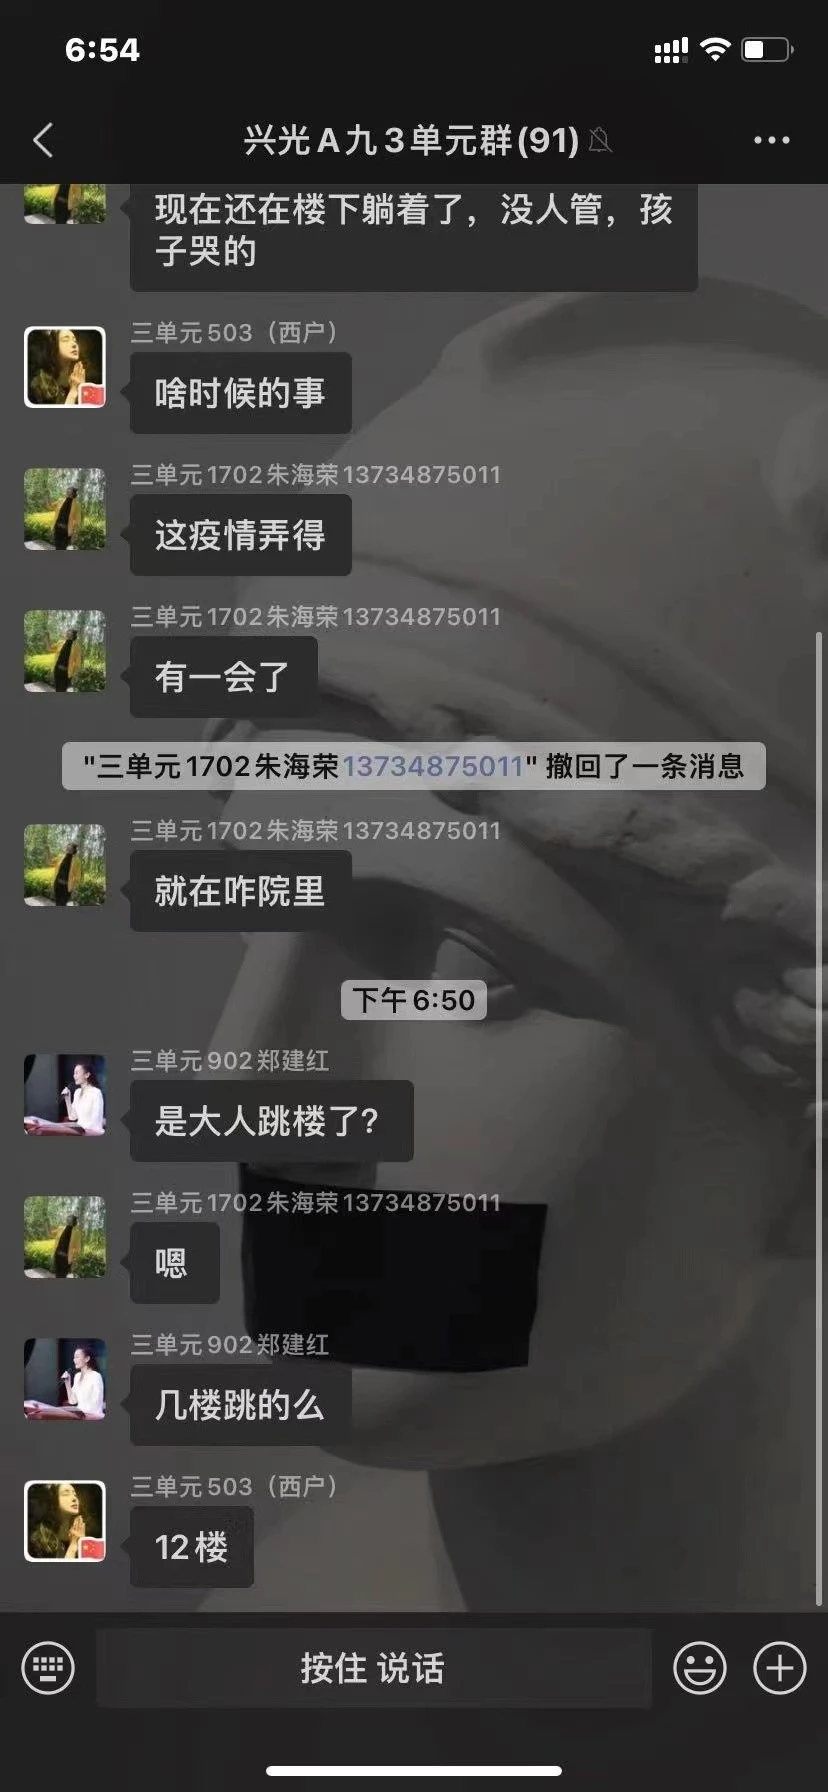 6:54
兴光A九3单元群(91)
现在还在楼下躺着了，没人管，孩
子哭的
三单元503（西户）
啥时候的事
三单元1702朱海荣13734875011
这疫情弄得
三单元1702朱海荣13734875011
有一会了
"三单元1702朱海荣13734875011" 撤回了一条消息
三单元1702朱海荣13734875011
就在咋院里
下午6:50
三单元902郑建红
是大人跳楼了?
三单元1702朱海荣13734875011
嗯
三单元902郑建红
几楼跳的么
三单元503（西户）
12楼
按住 说话